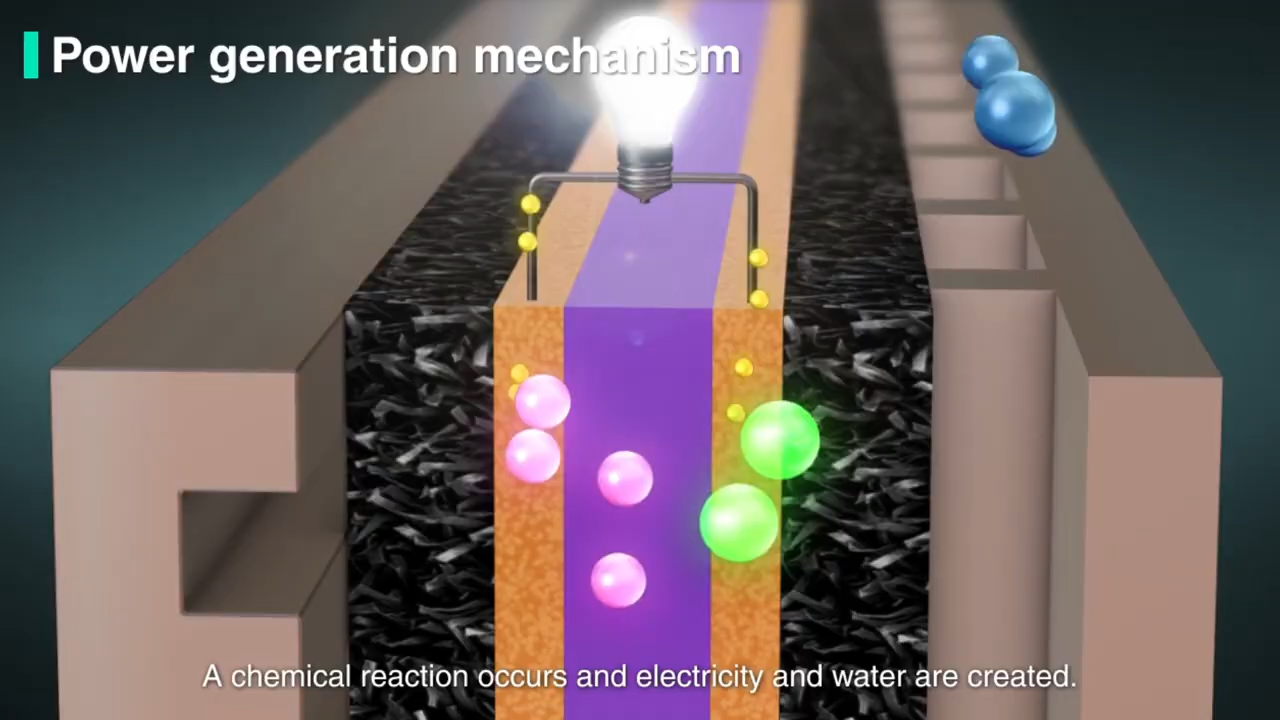 Power generation mechanism
A chemical reaction occurs and electricity and water are created.